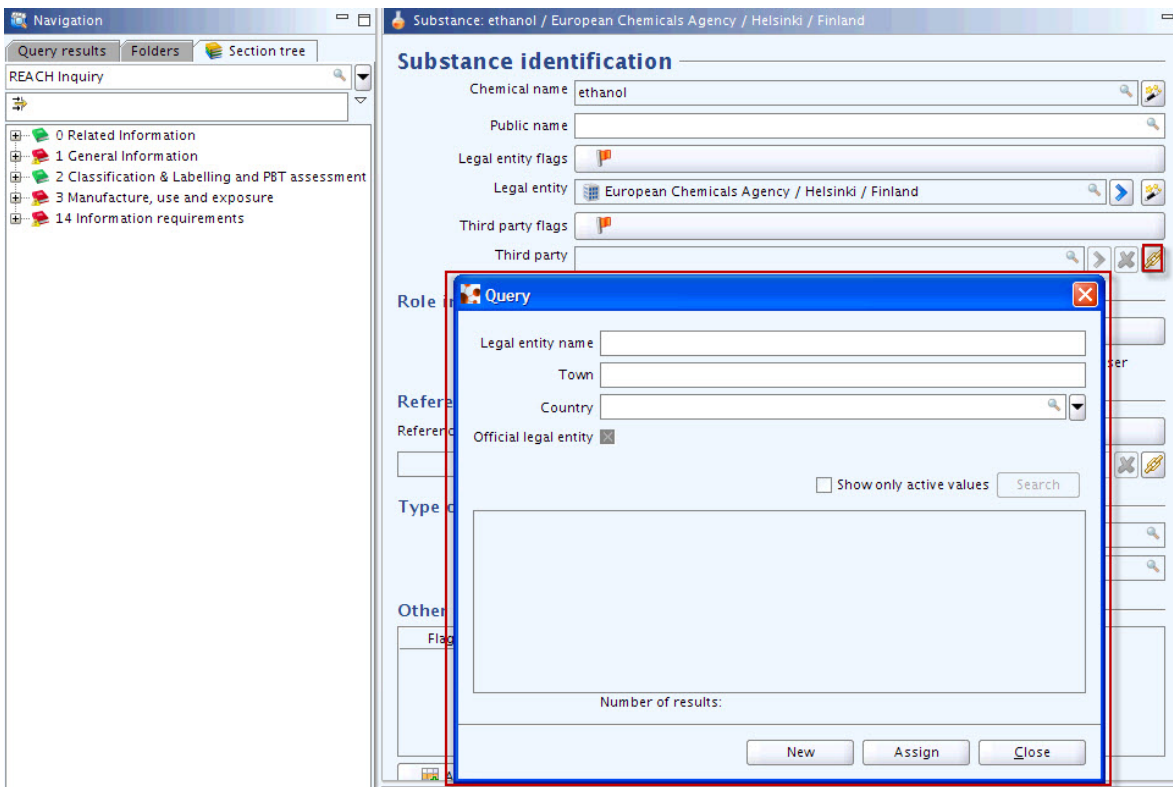 Navigation
Query results Folders Section tree
REACH Inquiry
0 Related Information
1 General Information
2 Classification & Labelling and PBT assessment
3 Manufacture, use and exposure
14 Information requirements
Substance: ethanol / European Chemicals Agency / Helsinki / Finland
Substance identification
Chemical name ethanol
Public name
Legal entity flags
Legal entity European Chemicals Agency / Helsinki / Finland
Third party flags
Third party
Role i
ser
Refere
Referenc
Type o
Other
Flag
A
Query
Legal entity name
Town
Country
Official legal entity
Show only active values Search
Number of results:
New Assign Close